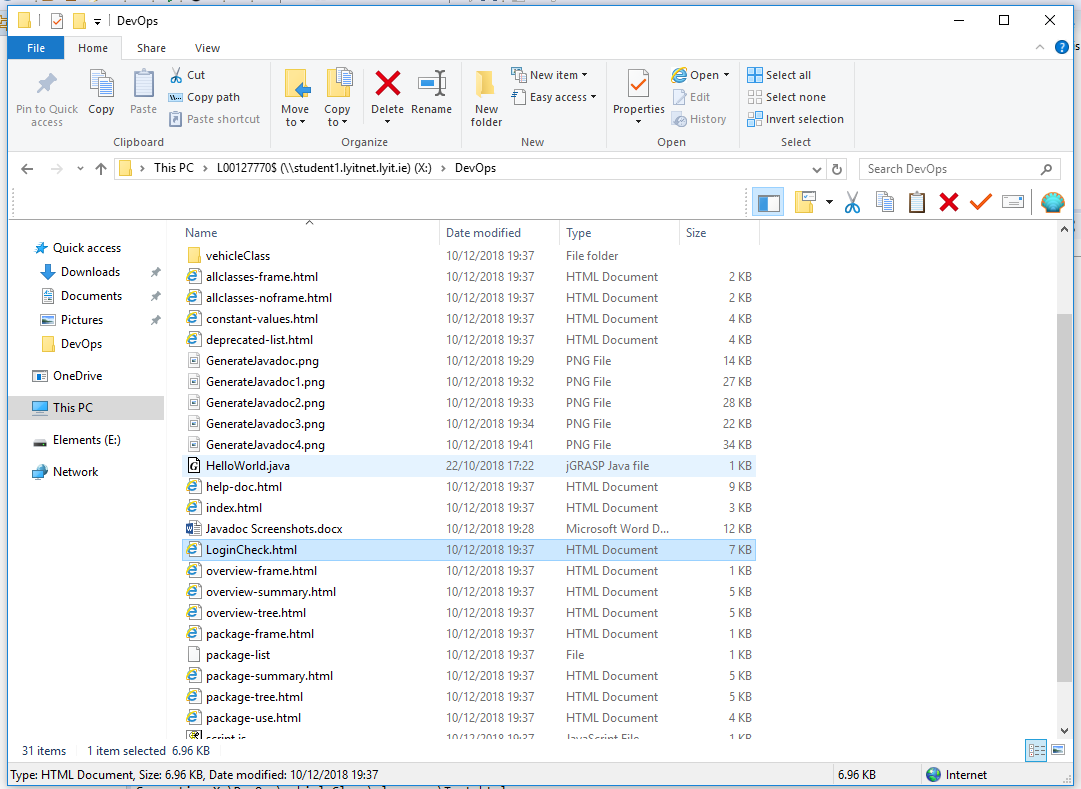 DevOps
File Home Share View
Pin to Quick access
Copy
Paste
Cut
Copy path
Paste shortcut
Clipboard
Move to
Copy to
Delete
Rename
Organize
New folder
New item
Easy access
New
Properties
Open
Edit
History
Open
Select all
Select none
Invert selection
Select
This PC L00127770$ (\\student1.lyitnet.lyit.ie) (X:) DevOps
Search DevOps
Quick access
Downloads
Documents
Pictures
DevOps
OneDrive
This PC
Elements (E:)
Network
Name Date modified Type Size
vehicleClass 10/12/2018 19:37 File folder
allclasses-frame.html 10/12/2018 19:37 HTML Document 2 KB
allclasses-noframe.html 10/12/2018 19:37 HTML Document 2 KB
constant-values.html 10/12/2018 19:37 HTML Document 4 KB
deprecated-list.html 10/12/2018 19:37 HTML Document 4 KB
GenerateJavadoc.png 10/12/2018 19:29 PNG File 14 KB
GenerateJavadoc1.png 10/12/2018 19:32 PNG File 27 KB
GenerateJavadoc2.png 10/12/2018 19:33 PNG File 28 KB
GenerateJavadoc3.png 10/12/2018 19:34 PNG File 22 KB
GenerateJavadoc4.png 10/12/2018 19:41 PNG File 34 KB
HelloWorld.java 22/10/2018 17:22 jGRASP Java file 1 KB
help-doc.html 10/12/2018 19:37 HTML Document 9 KB
index.html 10/12/2018 19:37 HTML Document 3 KB
Javadoc Screenshots.docx 10/12/2018 19:28 Microsoft Word D... 12 KB
LoginCheck.html 10/12/2018 19:37 HTML Document 7 KB
overview-frame.html 10/12/2018 19:37 HTML Document 1 KB
overview-summary.html 10/12/2018 19:37 HTML Document 5 KB
overview-tree.html 10/12/2018 19:37 HTML Document 5 KB
package-frame.html 10/12/2018 19:37 HTML Document 1 KB
package-list 10/12/2018 19:37 File 1 KB
package-summary.html 10/12/2018 19:37 HTML Document 5 KB
package-tree.html 10/12/2018 19:37 HTML Document 5 KB
package-use.html 10/12/2018 19:37 HTML Document 4 KB
script.js 10/12/2018 19:37 JavaScript File 1 KB
31 items 1 item selected 6.96 KB
Type: HTML Document, Size: 6.96 KB, Date modified: 10/12/2018 19:37 6.96 KB Internet